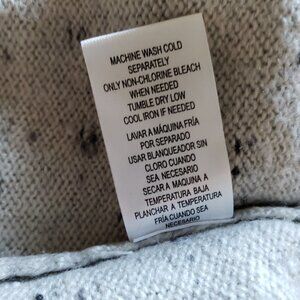 MACHINE WASH COLD
SEPARATELY
ONLY NON-CHLORINE BLEACH
WHEN NEEDED
TUMBLE DRY LOW
COOL IRON IF NEEDED
LAVAR A MÁQUINA FRÍA
POR SEPARADO
USAR BLANQUEADOR SIN
CLORO CUANDO
SEA NECESARIO
SECAR A MAQUINA A
TEMPERATURA BAJA
PLANCHAR A TEMPERATURA
FRÍA CUANDO SEA
NECESARIO